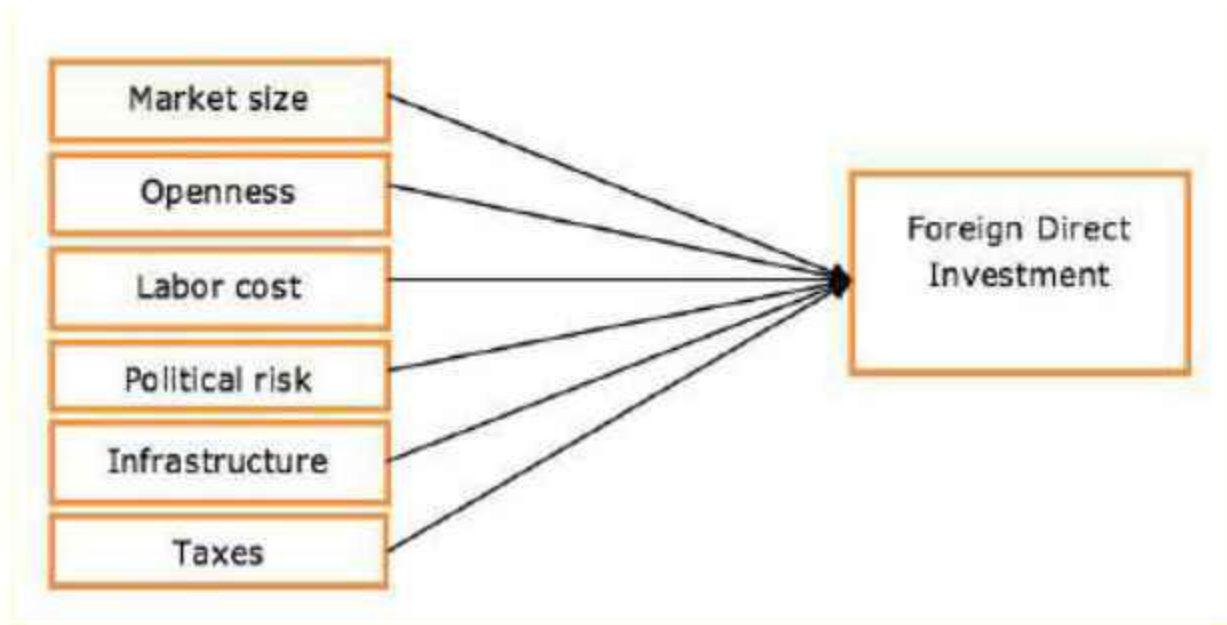 Market size
Openness
Labor cost
Political risk
Infrastructure
Taxes
Foreign Direct
Investment